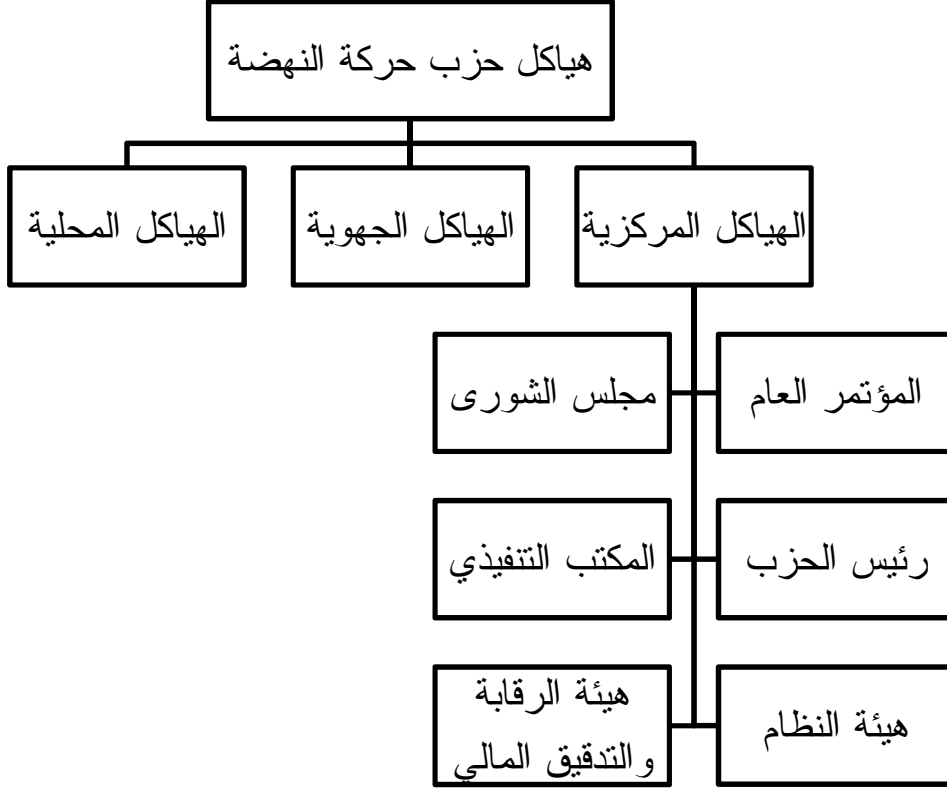 هياكل حزب حركة النهضة
الهياكل المركزية
الهياكل الجهوية
الهياكل المحلية
المؤتمر العام
مجلس الشورى
رئيس الحزب
المكتب التنفيذي
هيئة النظام
هيئة الرقابة
والتدقيق المالي